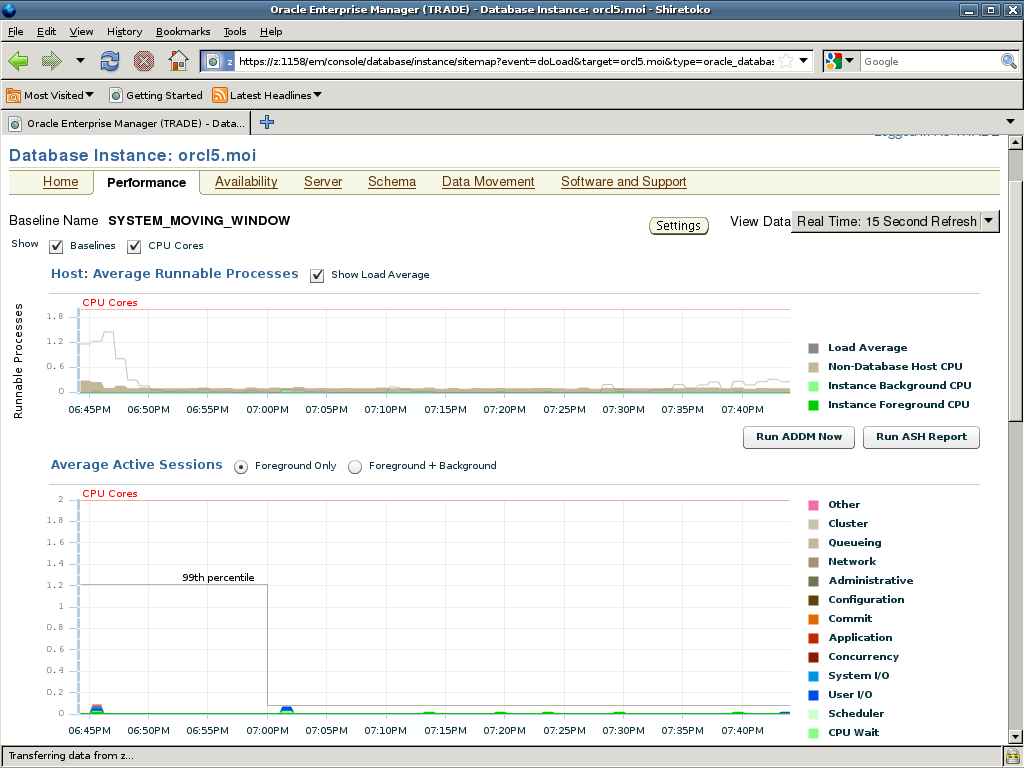 Oracle Enterprise Manager (TRADE) - Database Instance: orcl5.moi - Shiretoko
File Edit View History Bookmarks Tools Help
z https://z:1158/em/console/database/instance/sitemap?event=doLoad&target=orcl5.moi&type=oracle_databas Google
Most Visited Getting Started Latest Headlines
Oracle Enterprise Manager (TRADE) - Data...
Database Instance: orcl5.moi
Home Performance Availability Server Schema Data Movement Software and Support
Baseline Name SYSTEM_MOVING_WINDOW Settings View Data Real Time: 15 Second Refresh
Show Baselines CPU Cores
Host: Average Runnable Processes Show Load Average
Runnable Processes
CPU Cores
1.8
1.2
0.6
0
06:45PM 06:50PM 06:55PM 07:00PM 07:05PM 07:10PM 07:15PM 07:20PM 07:25PM 07:30PM 07:35PM 07:40PM
Load Average
Non-Database Host CPU
Instance Background CPU
Instance Foreground CPU
Run ADDM Now Run ASH Report
Average Active Sessions Foreground Only Foreground + Background
CPU Cores
2
1.8
1.6
1.4
1.2
1
0.8
0.6
0.4
0.2
0
99th percentile
06:45PM 06:50PM 06:55PM 07:00PM 07:05PM 07:10PM 07:15PM 07:20PM 07:25PM 07:30PM 07:35PM 07:40PM
Other
Cluster
Queueing
Network
Administrative
Configuration
Commit
Application
Concurrency
System I/O
User I/O
Scheduler
CPU Wait
Transferring data from z...